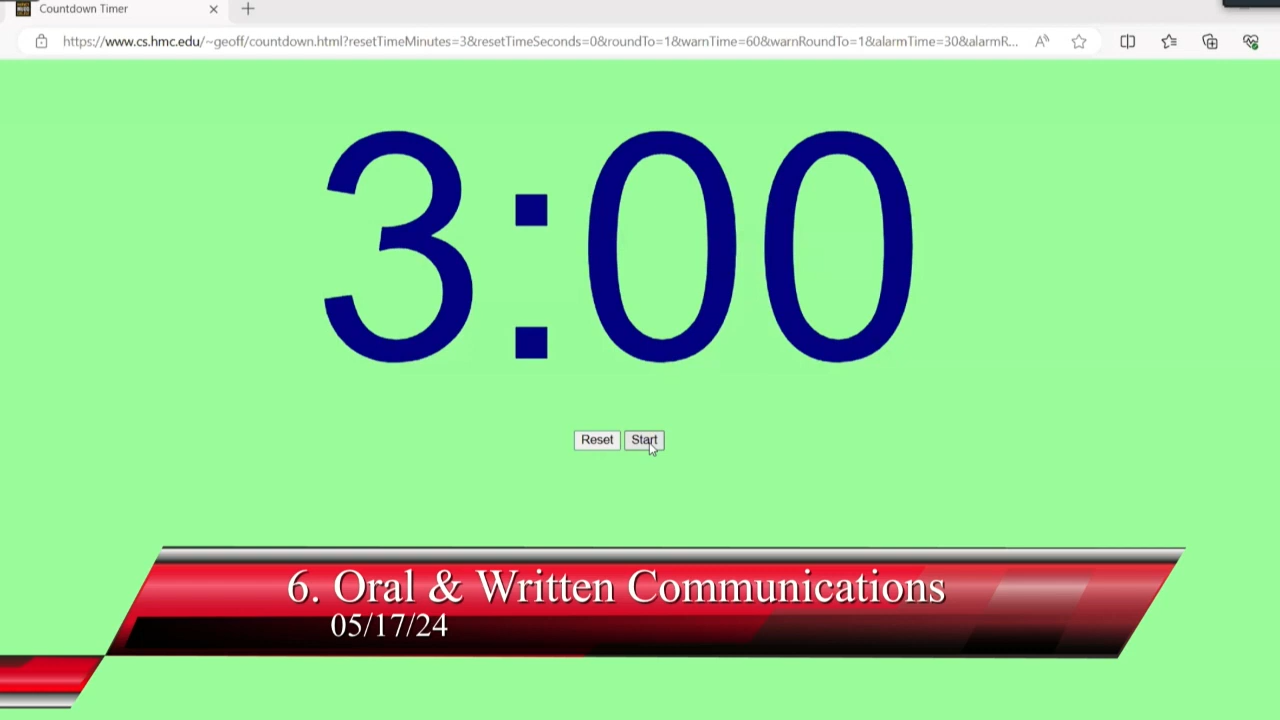 Countdown Timer
https://www.cs.hmc.edu/~geoff/countdown.html?resetTimeMinutes=3&resetTimeSeconds=0&roundTo=1&warnTime=60&warnRoundTo=1&alarmTime=30&alarmR...
3:00
Reset Start
6. Oral & Written Communications
05/17/24